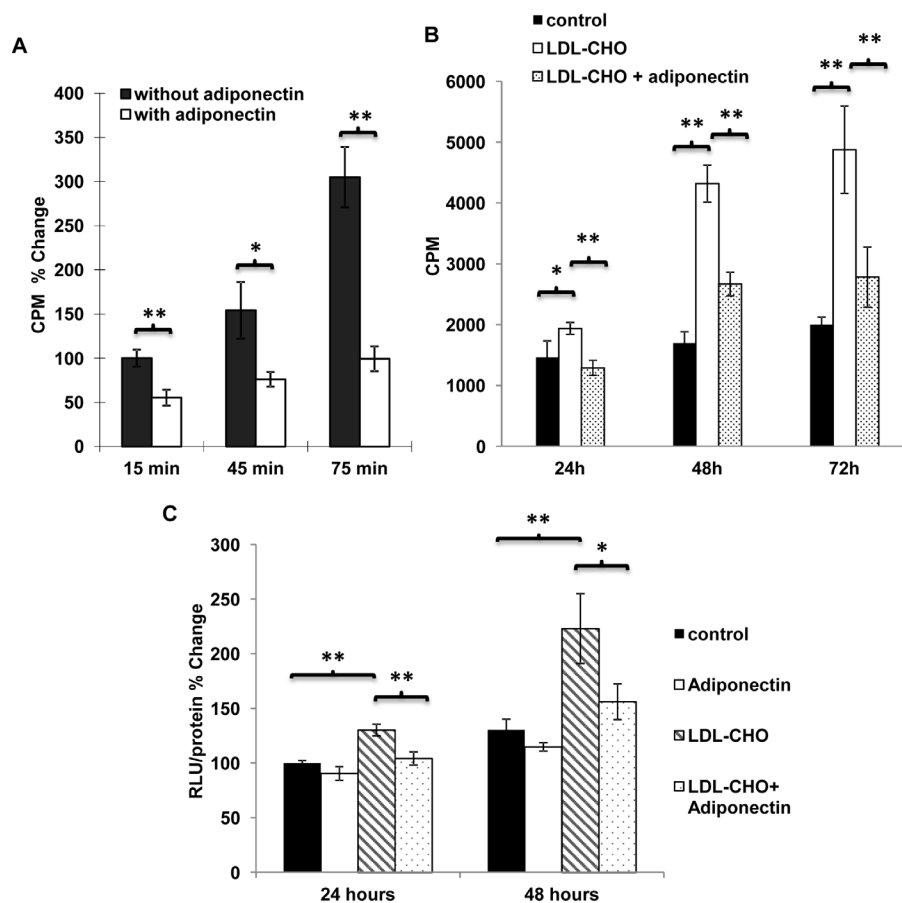 A
without adiponectin
with adiponectin
CPM % Change
400
350
300
250
200
150
100
50
0
**
*
**
15 min
45 min
75 min
B
control
LDL-CHO
LDL-CHO + adiponectin
CPM
6000
5000
4000
3000
2000
1000
0
*
**
**
**
**
**
24h
48h
72h
C
RLU/protein % Change
300
250
200
150
100
50
0
**
**
**
*
24 hours
48 hours
control
Adiponectin
LDL-CHO
LDL-CHO+
Adiponectin